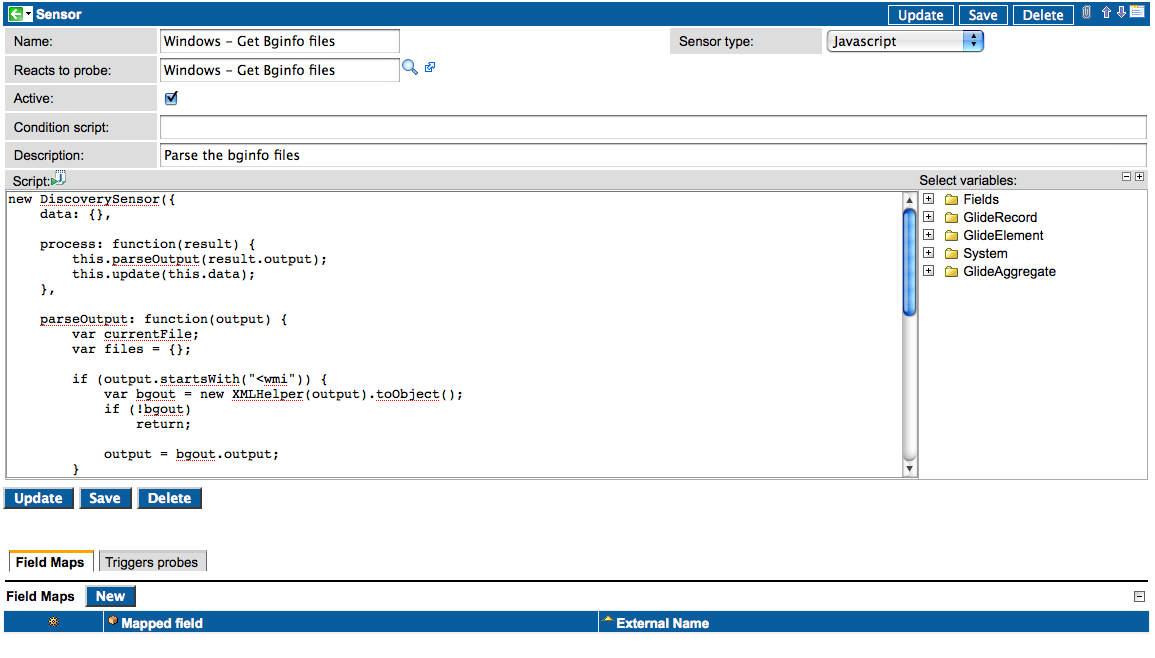 Sensor Update Save Delete
Name: Windows – Get Bginfo files Sensor type: Javascript
Reacts to probe: Windows – Get Bginfo files
Active:
Condition script:
Description: Parse the bginfo files
Script: Select variables:
new DiscoverySensor({
    data: {},
    process: function(result) {
        this.parseOutput(result.output);
        this.update(this.data);
    },
    parseOutput: function(output) {
        var currentFile;
        var files = {};
        if (output.startsWith("<wmi")) {
            var bgout = new XMLHelper(output).toObject();
            if (!bgout)
                return;
            output = bgout.output;
        }
Fields
GlideRecord
GlideElement
System
GlideAggregate
Update Save Delete
Field Maps Triggers probes
Field Maps New
Mapped field External Name